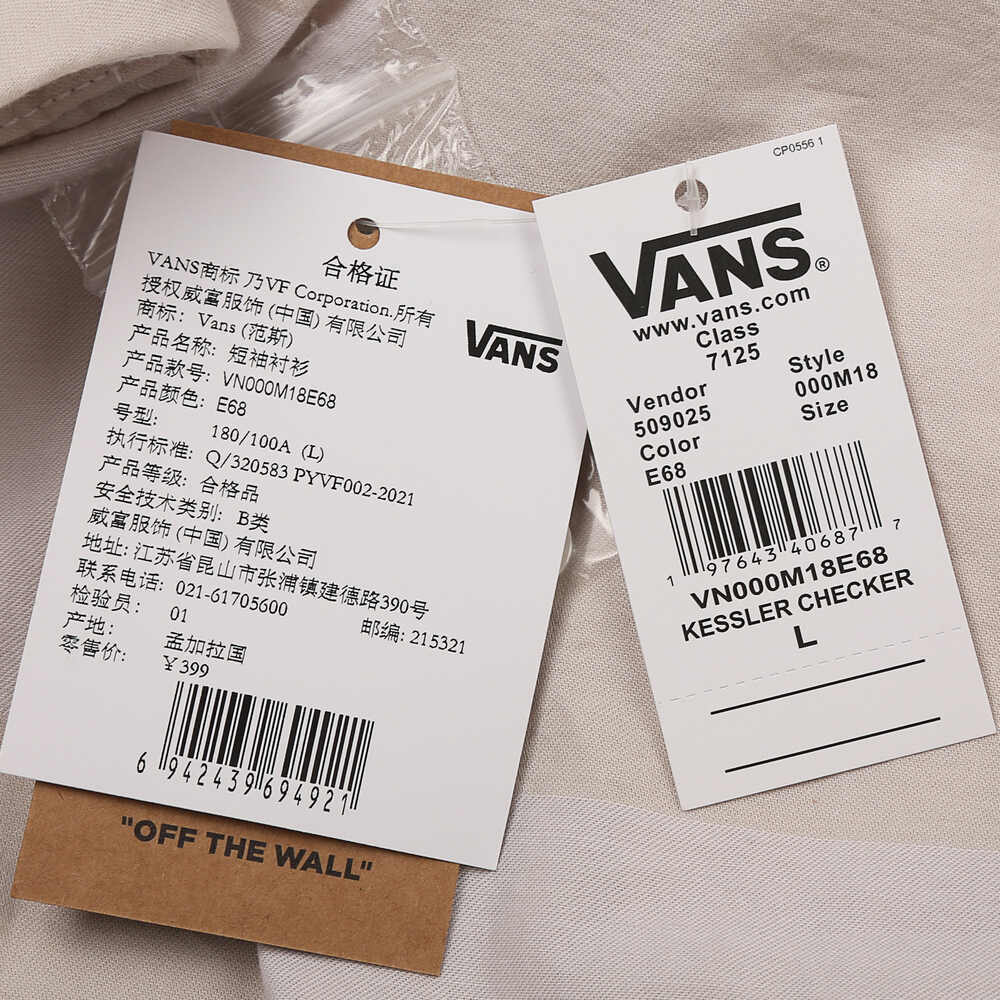 合格证
VANS商标 乃VF Corporation.所有
授权威富服饰 (中国) 有限公司
商标: Vans (范斯)
产品名称: 短袖衬衫
产品款号: VN000M18E68
产品颜色: E68
号型: 180/100A (L)
执行标准: Q/320583 PYVF002-2021
产品等级: 合格品
安全技术类别: B类
威富服饰 (中国) 有限公司
地址: 江苏省昆山市张浦镇建德路390号
联系电话: 021-61705600
邮编: 215321
检验员: 01
产地: 孟加拉国
零售价: ¥399
6 942439 694921
VANS
"OFF THE WALL"
CP0556 1
VANS®
www.vans.com
Class
7125
Vendor
509025
Style
000M18
Color
E68
Size
1 97643 40687 7
VN000M18E68
KESSLER CHECKER
L